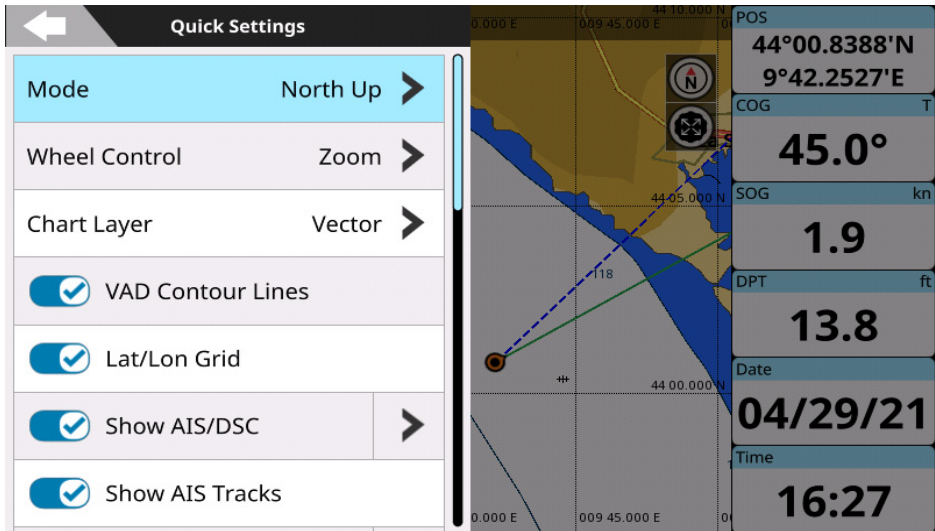 Quick Settings
Mode North Up
Wheel Control Zoom
Chart Layer Vector
VAD Contour Lines
Lat/Lon Grid
Show AIS/DSC
Show AIS Tracks
44 10.000 N
0.000 E 009 45.000 E
N
44 05.000 N
118
44 00.000 N
0.000 E 009 45.000 E
POS
44°00.8388'N
9°42.2527'E
COG T
45.0°
SOG kn
1.9
DPT ft
13.8
Date
04/29/21
Time
16:27